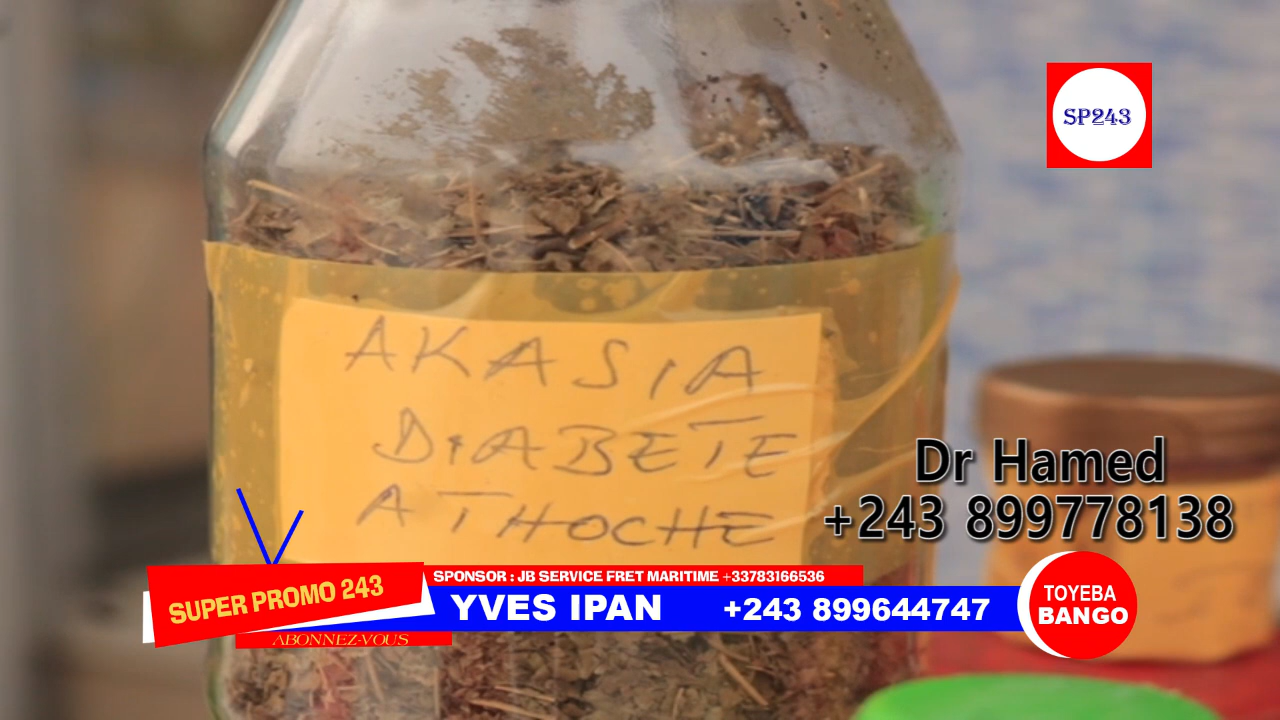 SP243
AKASIA
DIABETE
ATHOCHE
Dr Hamed
+243 899778138
SPONSOR : JB SERVICE FRET MARITIME +33783166536
SUPER PROMO 243
YVES IPAN +243 899644747
TOYEBA
BANGO
ABONNEZ-VOUS